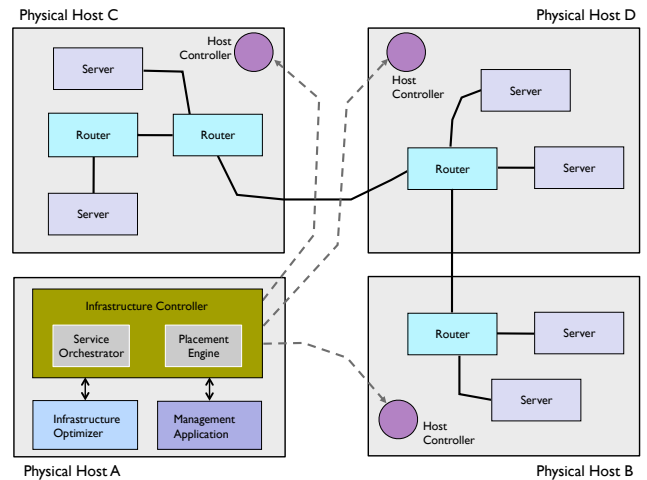 Physical Host C
Host
Controller
Server
Router
Router
Server
Physical Host D
Host
Controller
Server
Router
Server
Infrastructure Controller
Service
Orchestrator
Placement
Engine
Infrastructure
Optimizer
Management
Application
Physical Host A
Router
Server
Server
Host
Controller
Physical Host B